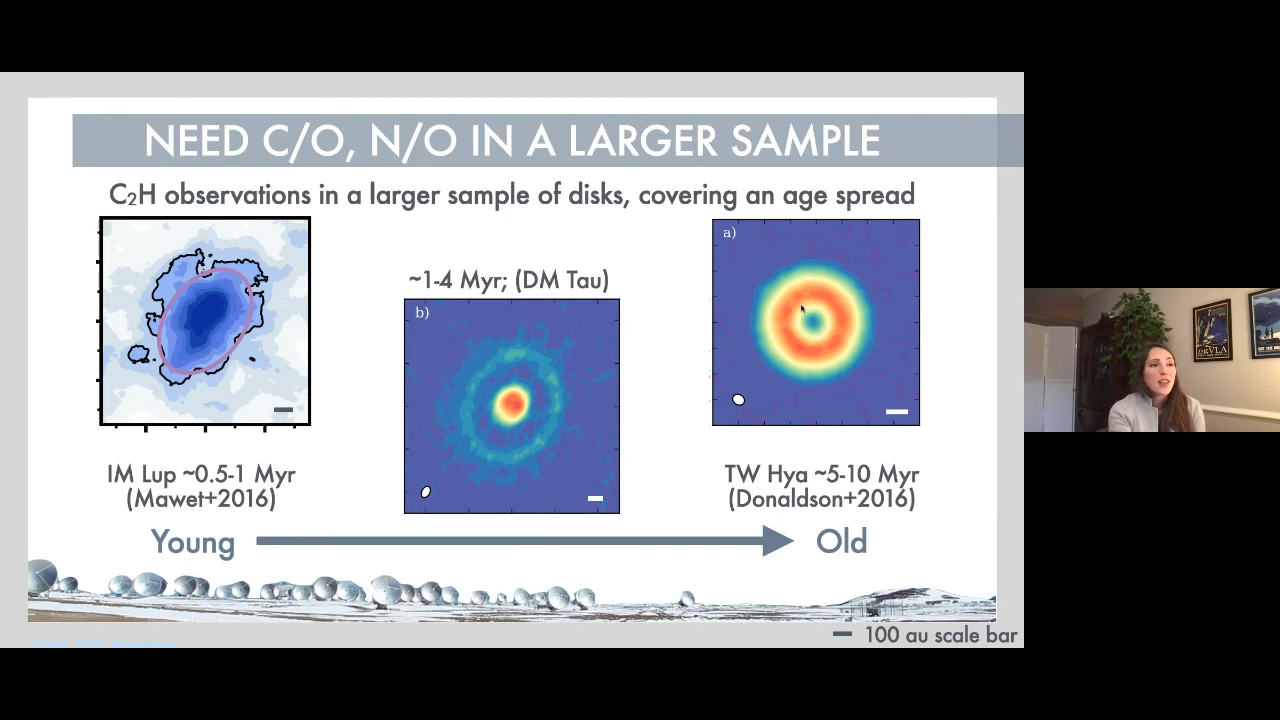 NEED C/O, N/O IN A LARGER SAMPLE
C₂H observations in a larger sample of disks, covering an age spread
a)
~1-4 Myr; (DM Tau)
b)
IM Lup ~0.5-1 Myr
(Mawet+2016)
TW Hya ~5-10 Myr
(Donaldson+2016)
Young
Old
100 au scale bar